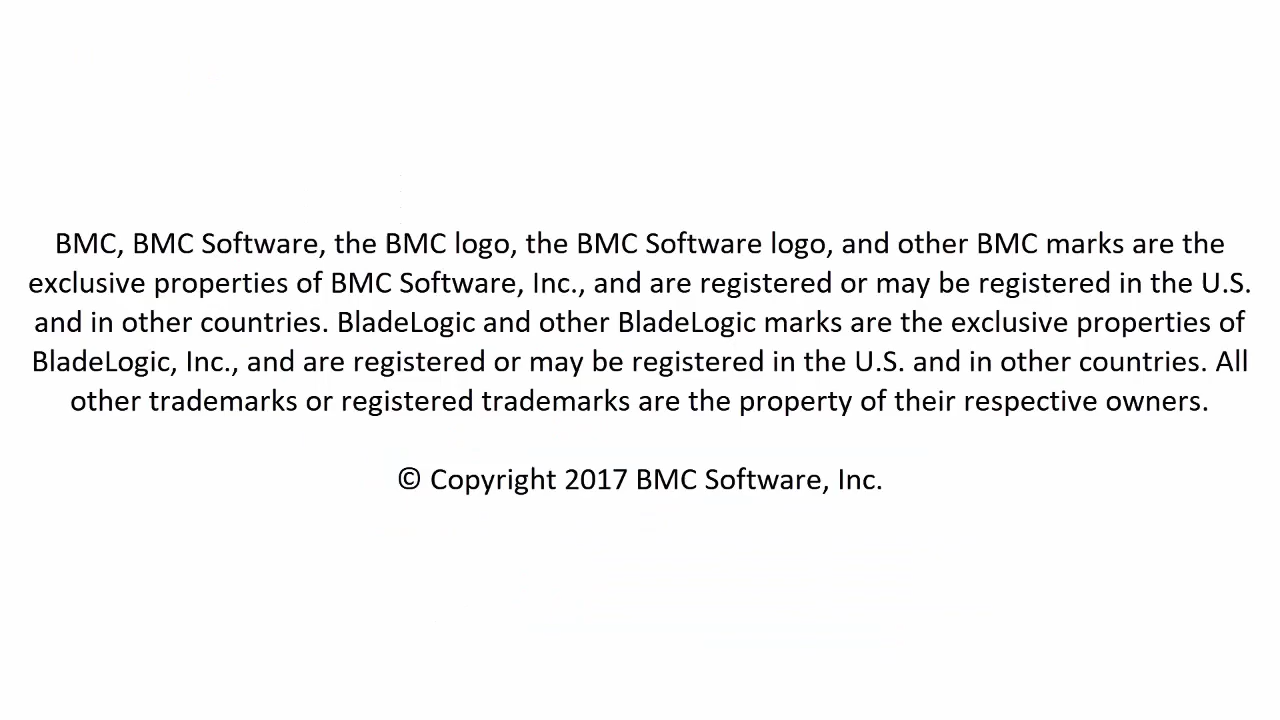 BMC, BMC Software, the BMC logo, the BMC Software logo, and other BMC marks are the
exclusive properties of BMC Software, Inc., and are registered or may be registered in the U.S.
and in other countries. BladeLogic and other BladeLogic marks are the exclusive properties of
BladeLogic, Inc., and are registered or may be registered in the U.S. and in other countries. All
other trademarks or registered trademarks are the property of their respective owners.
© Copyright 2017 BMC Software, Inc.